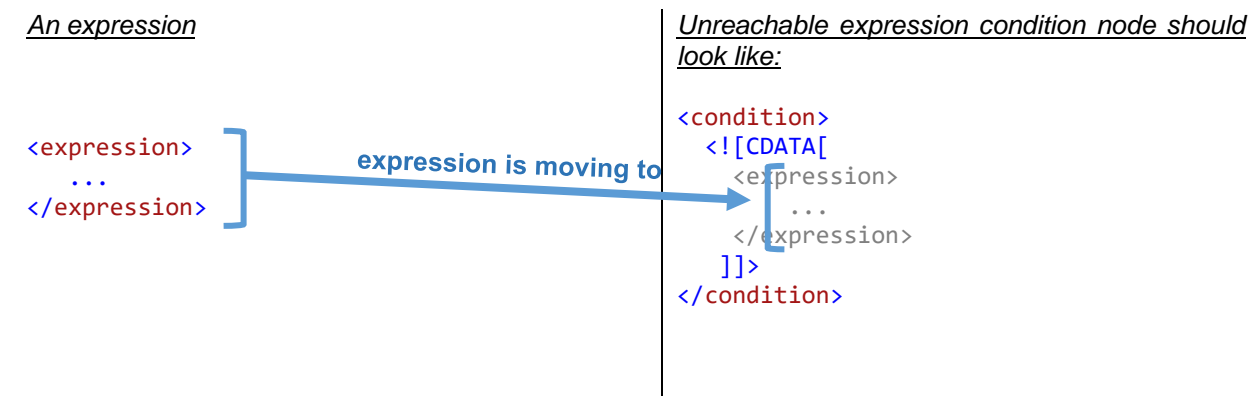 An expression
<expression>
...
</expression>
expression is moving to
Unreachable expression condition node should
look like:
<condition>
<![CDATA[
<expression>
...
</expression>
]]>
</condition>